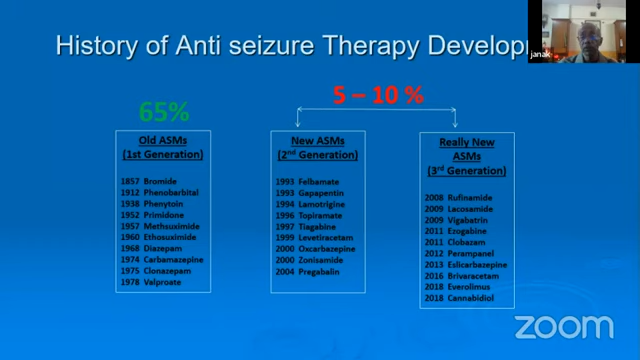 History of Anti seizure Therapy Develop
janak
65%
5 – 10 %
Old ASMs
(1st Generation)
1857 Bromide
1912 Phenobarbital
1938 Phenytoin
1952 Primidone
1957 Methsuximide
1960 Ethosuximide
1968 Diazepam
1974 Carbamazepine
1975 Clonazepam
1978 Valproate
New ASMs
(2nd Generation)
1993 Felbamate
1993 Gapapentin
1994 Lamotrigine
1996 Topiramate
1997 Tiagabine
1999 Levetiracetam
2000 Oxcarbazepine
2000 Zonisamide
2004 Pregabalin
Really New
ASMs
(3rd Generation)
2008 Rufinamide
2009 Lacosamide
2009 Vigabatrin
2011 Ezogabine
2011 Clobazam
2012 Perampanel
2013 Eslicarbazepine
2016 Brivaracetam
2018 Everolimus
2018 Cannabidiol
zoom